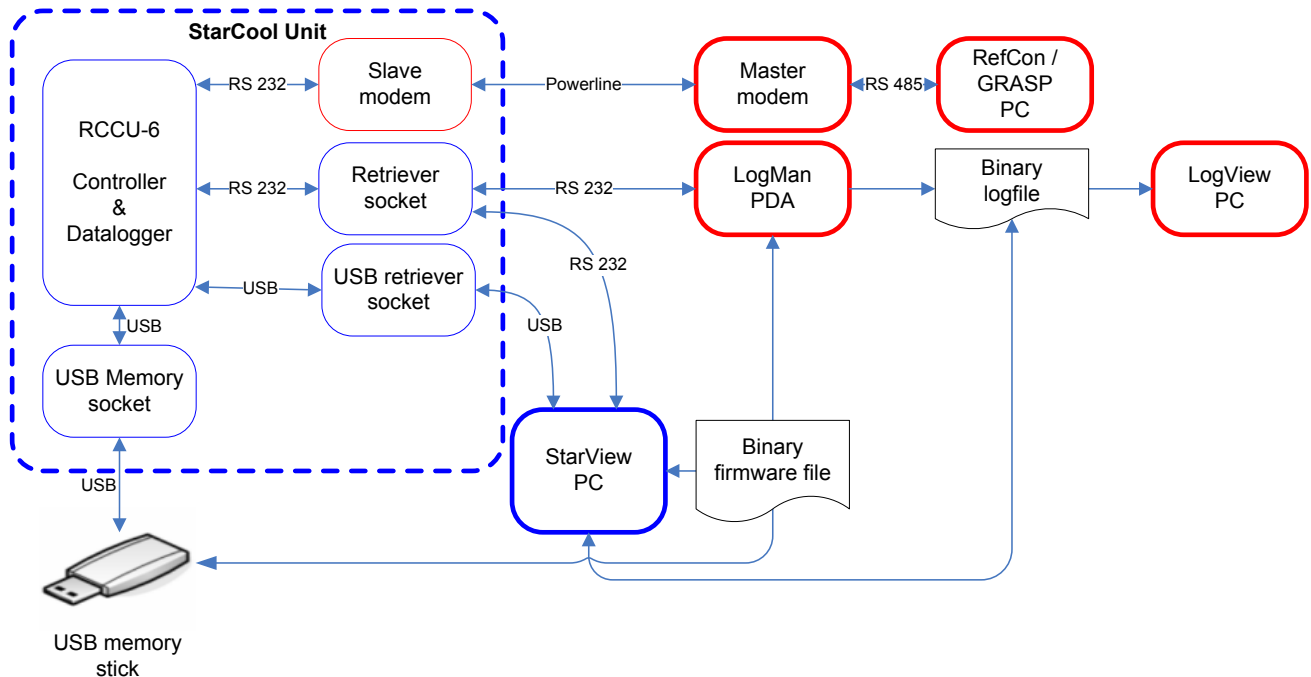 StarCool Unit
RCCU-6
Controller
&
Datalogger
RS 232
Slave
modem
Powerline
Master
modem
RS 485
RefCon /
GRASP
PC
RS 232
Retriever
socket
RS 232
LogMan
PDA
Binary
logfile
LogView
PC
RS 232
USB
USB retriever
socket
USB
USB
USB Memory
socket
StarView
PC
Binary
firmware file
USB
USB memory
stick